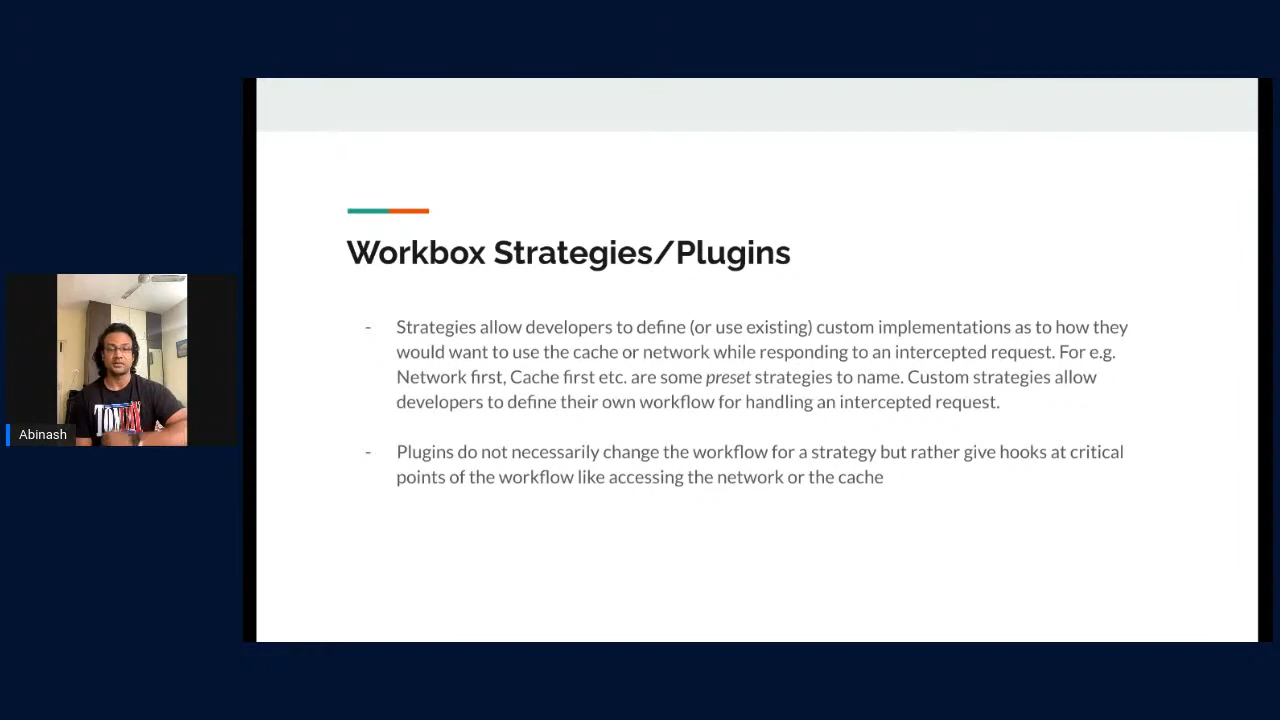 Workbox Strategies/Plugins
- Strategies allow developers to define (or use existing) custom implementations as to how they
would want to use the cache or network while responding to an intercepted request. For e.g.
Network first, Cache first etc. are some preset strategies to name. Custom strategies allow
developers to define their own workflow for handling an intercepted request.
- Plugins do not necessarily change the workflow for a strategy but rather give hooks at critical
points of the workflow like accessing the network or the cache
Abinash